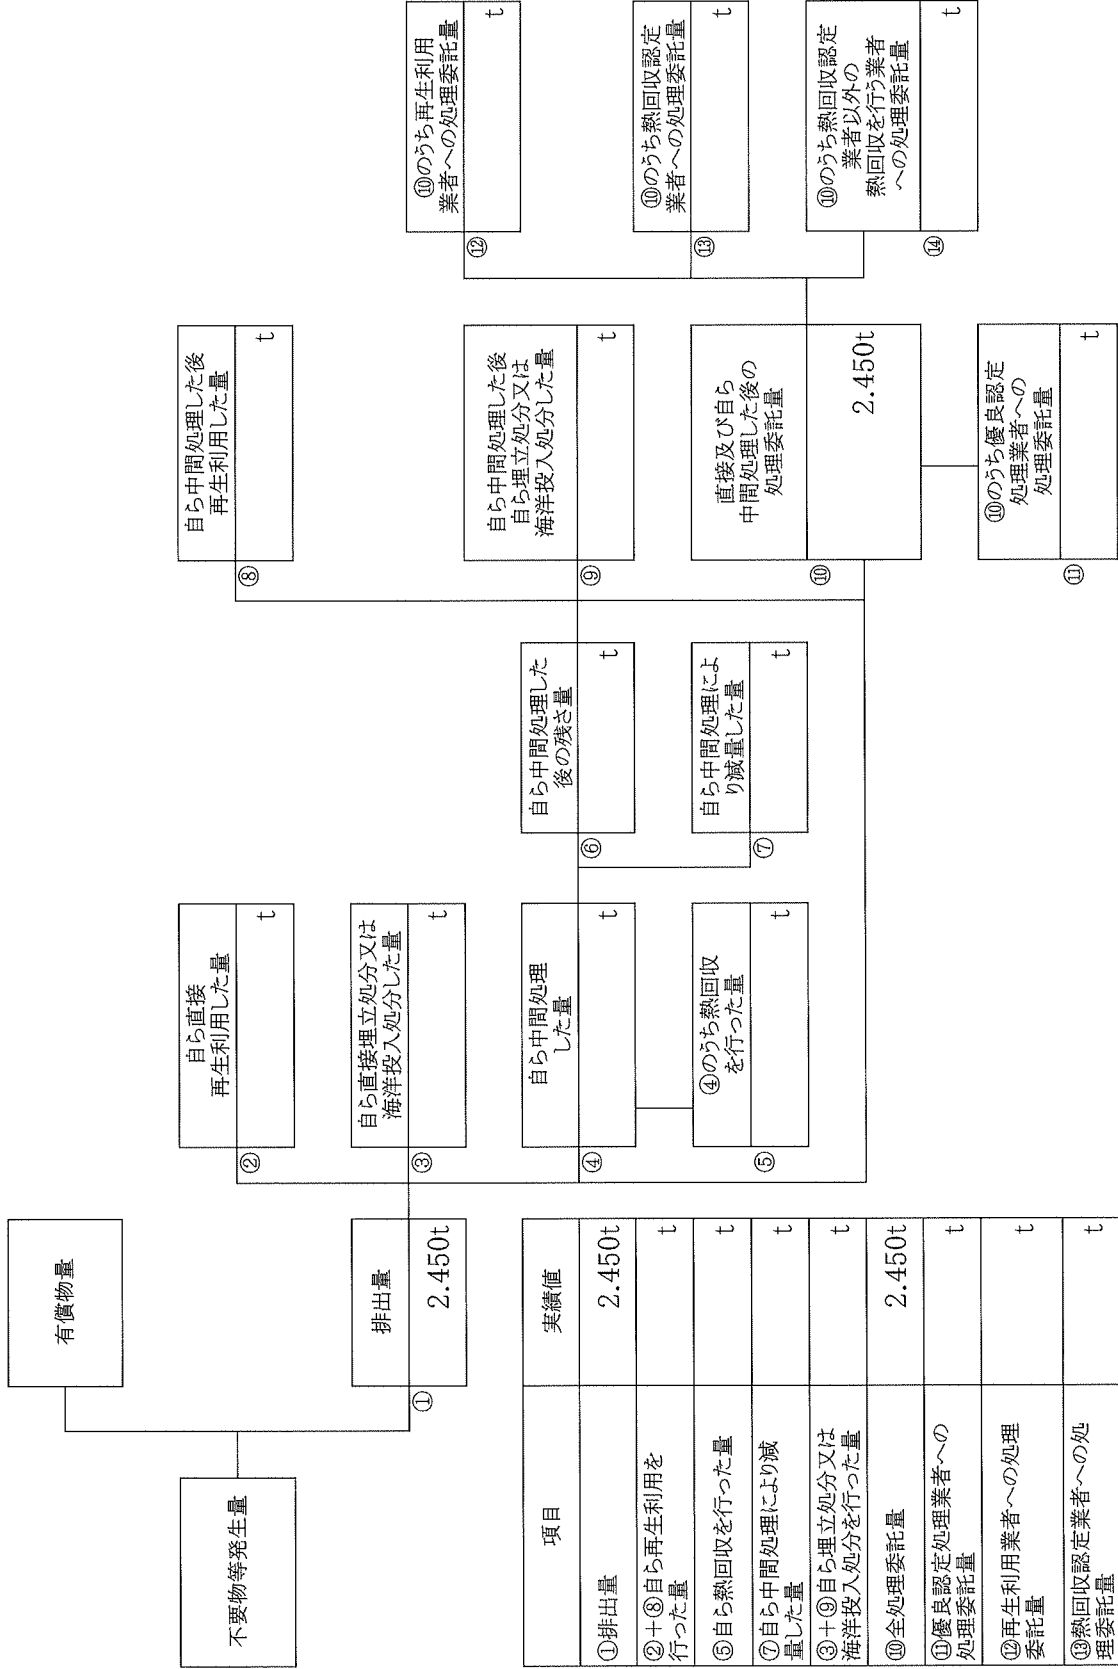 不要物等発生量
有償物量
排出量
①
2.450t
自ら直接
再生利用した量
②
t
自ら直接埋立処分又は
海洋投入処分した量
③
t
自ら中間処理
した量
④
t
④のうち熱回収
を行った量
⑤
t
自ら中間処理した
後の残さ量
⑥
t
自ら中間処理によ
り減量した量
⑦
t
自ら中間処理した後
再生利用した量
⑧
t
自ら中間処理した後
自ら埋立処分又は
海洋投入処分した量
⑨
t
直接及び自ら
中間処理した後の
処理委託量
⑩
2.450t
⑩のうち優良認定
処理業者への
処理委託量
⑪
t
⑩のうち再生利用
業者への処理委託量
⑫
t
⑩のうち熱回収認定
業者への処理委託量
⑬
t
⑩のうち熱回収認定
業者以外の
熱回収を行う業者
への処理委託量
⑭
t
項目 実績値
①排出量 2.450t
②+⑧自ら再生利用を
行った量
t
⑤自ら熱回収を行った量 t
⑦自ら中間処理により減
量した量
t
③+⑨自ら埋立処分又は
海洋投入処分を行った量
t
⑩全処理委託量 2.450t
⑪優良認定処理業者への
処理委託量
t
⑫再生利用業者への処理
委託量
t
⑬熱回収認定業者への処
理委託量
t